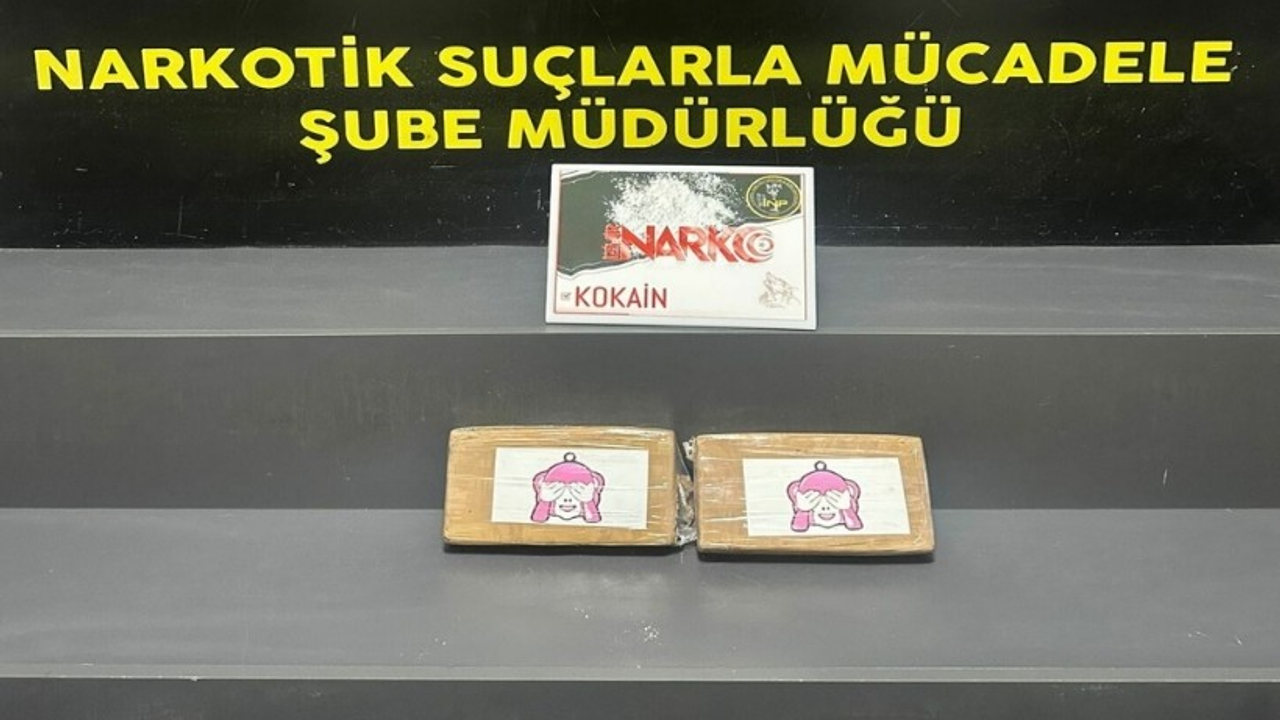 NARKOTİK SUÇLARLA MÜCADELE
ŞUBE MÜDÜRLÜĞÜ
NARKO
KOKAİN